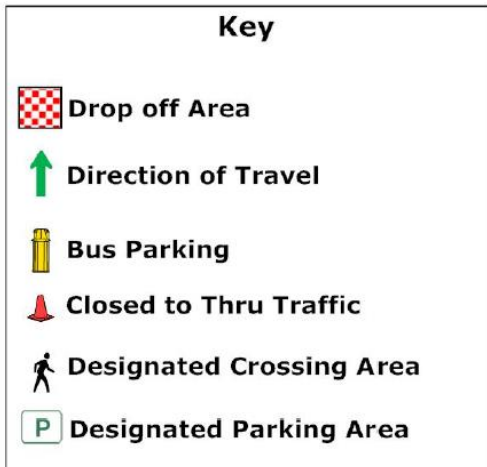 Key
Drop off Area
Direction of Travel
Bus Parking
Closed to Thru Traffic
Designated Crossing Area
P Designated Parking Area